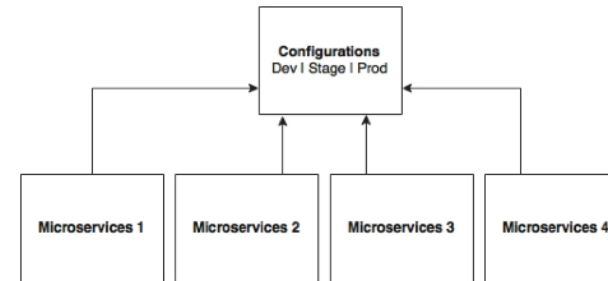 Configurations
Dev | Stage | Prod
Microservices 1
Microservices 2
Microservices 3
Microservices 4